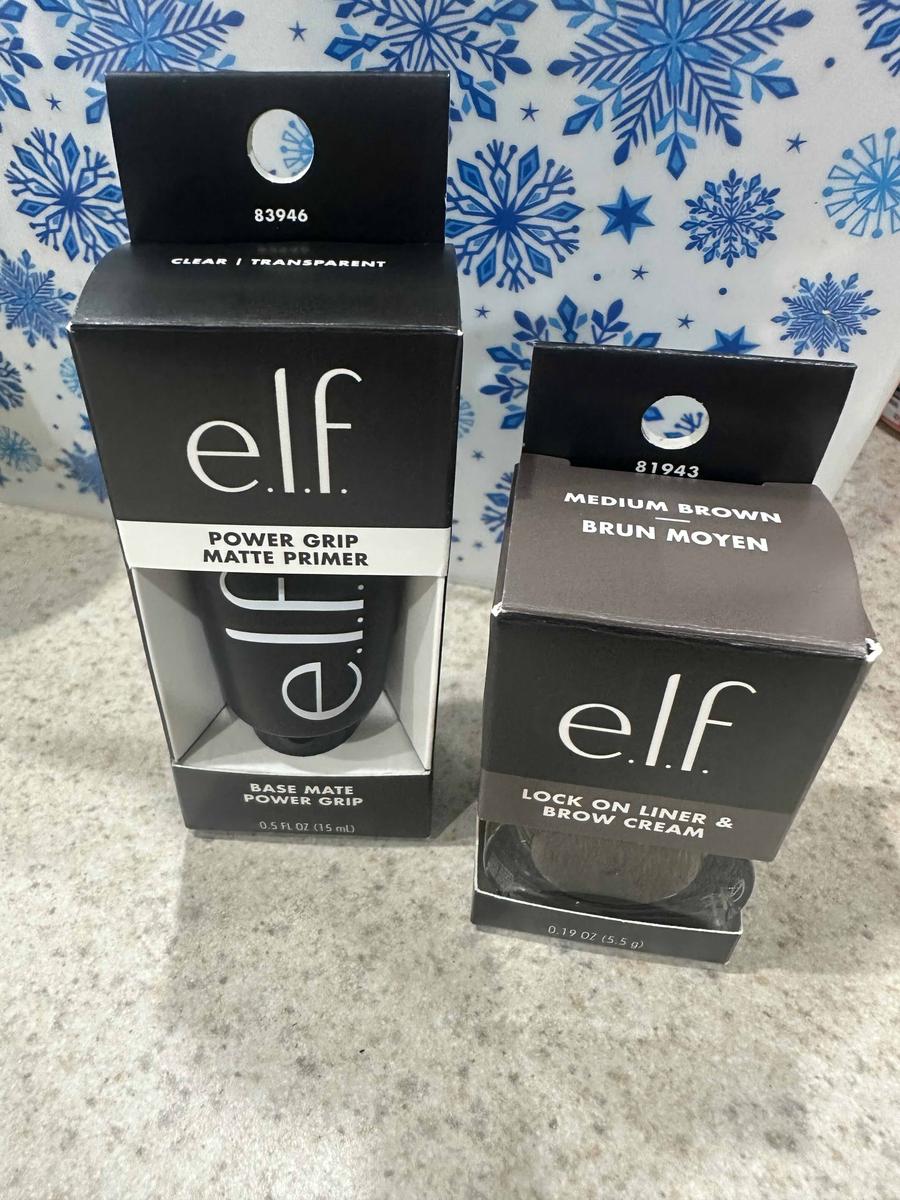 83946
CLEAR / TRANSPARENT
e.l.f.
POWER GRIP
MATTE PRIMER
e.l.f.
BASE MATE
POWER GRIP
0.5 FL OZ (15 mL)
81943
MEDIUM BROWN
BRUN MOYEN
e.l.f.
LOCK ON LINER &
BROW CREAM
0.19 OZ (5.5 g)